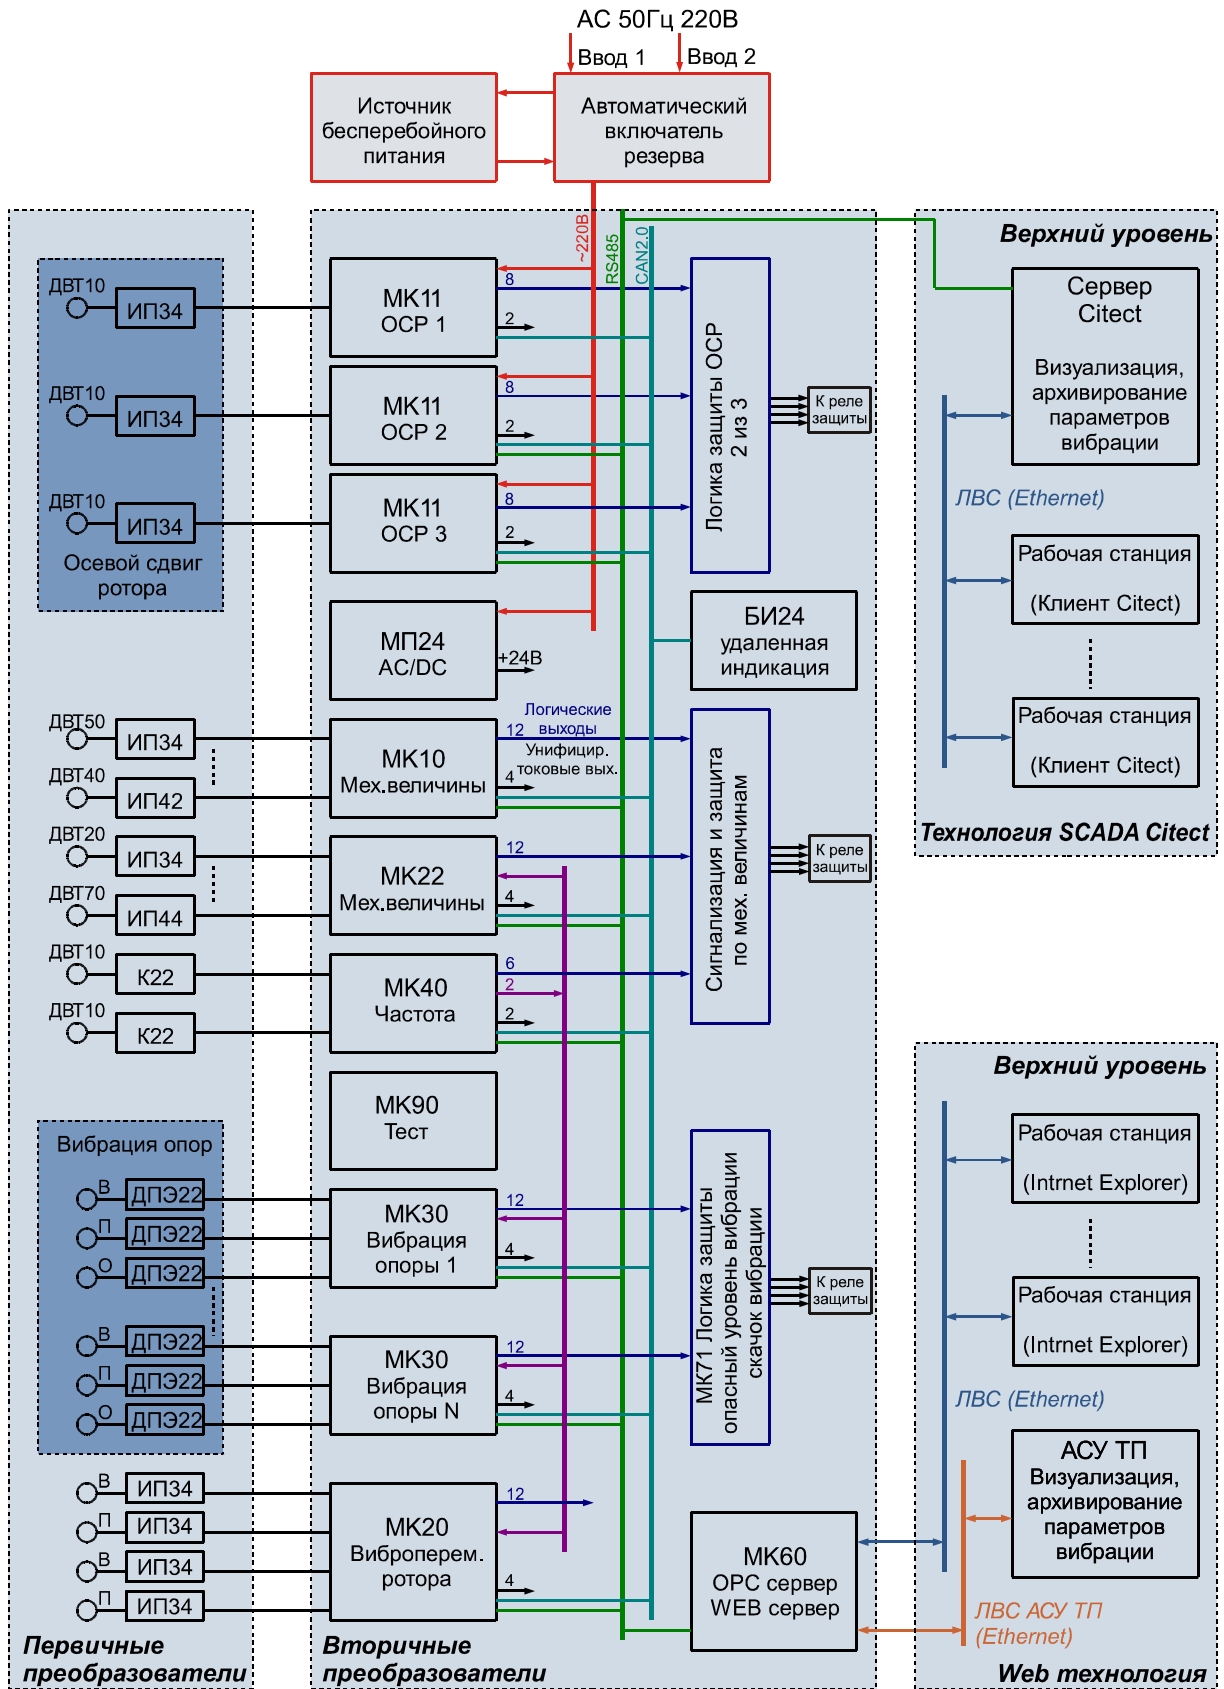 АС 50Гц 220В
Ввод 1
Ввод 2
Источник
бесперебойного
питания
Автоматический
включатель
резерва
~220В
RS485
CAN2.0
ДВТ10
ИП34
ДВТ10
ИП34
ДВТ10
ИП34
Осевой сдвиг
ротора
ДВТ50
ИП34
ДВТ40
ИП42
ДВТ20
ИП34
ДВТ70
ИП44
ДВТ10
К22
ДВТ10
К22
Вибрация опор
В
ДПЭ22
П
ДПЭ22
О
ДПЭ22
В
ДПЭ22
П
ДПЭ22
О
ДПЭ22
В
ИП34
П
ИП34
В
ИП34
П
ИП34
Первичные
преобразователи
МК11
ОСР 1
8
2
МК11
ОСР 2
8
2
МК11
ОСР 3
8
2
МП24
AC/DC
+24В
МК10
Мех.величины
Логические
выходы
12
Унифицир.
токовые вых.
4
МК22
Мех.величины
12
4
МК40
Частота
6
2
2
МК90
Тест
МК30
Вибрация
опоры 1
12
4
МК30
Вибрация
опоры N
12
4
МК20
Виброперем.
ротора
12
4
Вторичные
преобразователи
Логика защиты ОСР
2 из 3
К реле
защиты
БИ24
удаленная
индикация
Сигнализация и защита
по мех. величинам
К реле
защиты
МК71 Логика защиты
опасный уровень вибрации
скачок вибрации
К реле
защиты
МК60
OPC сервер
WEB сервер
Верхний уровень
Сервер
Citect
Визуализация,
архивирование
параметров
вибрации
ЛВС (Ethernet)
Рабочая станция
(Клиент Citect)
Рабочая станция
(Клиент Citect)
Технология SCADA Citect
Верхний уровень
Рабочая станция
(Intrnet Explorer)
Рабочая станция
(Intrnet Explorer)
ЛВС (Ethernet)
АСУ ТП
Визуализация,
архивирование
параметров
вибрации
ЛВС АСУ ТП
(Ethernet)
Web технология